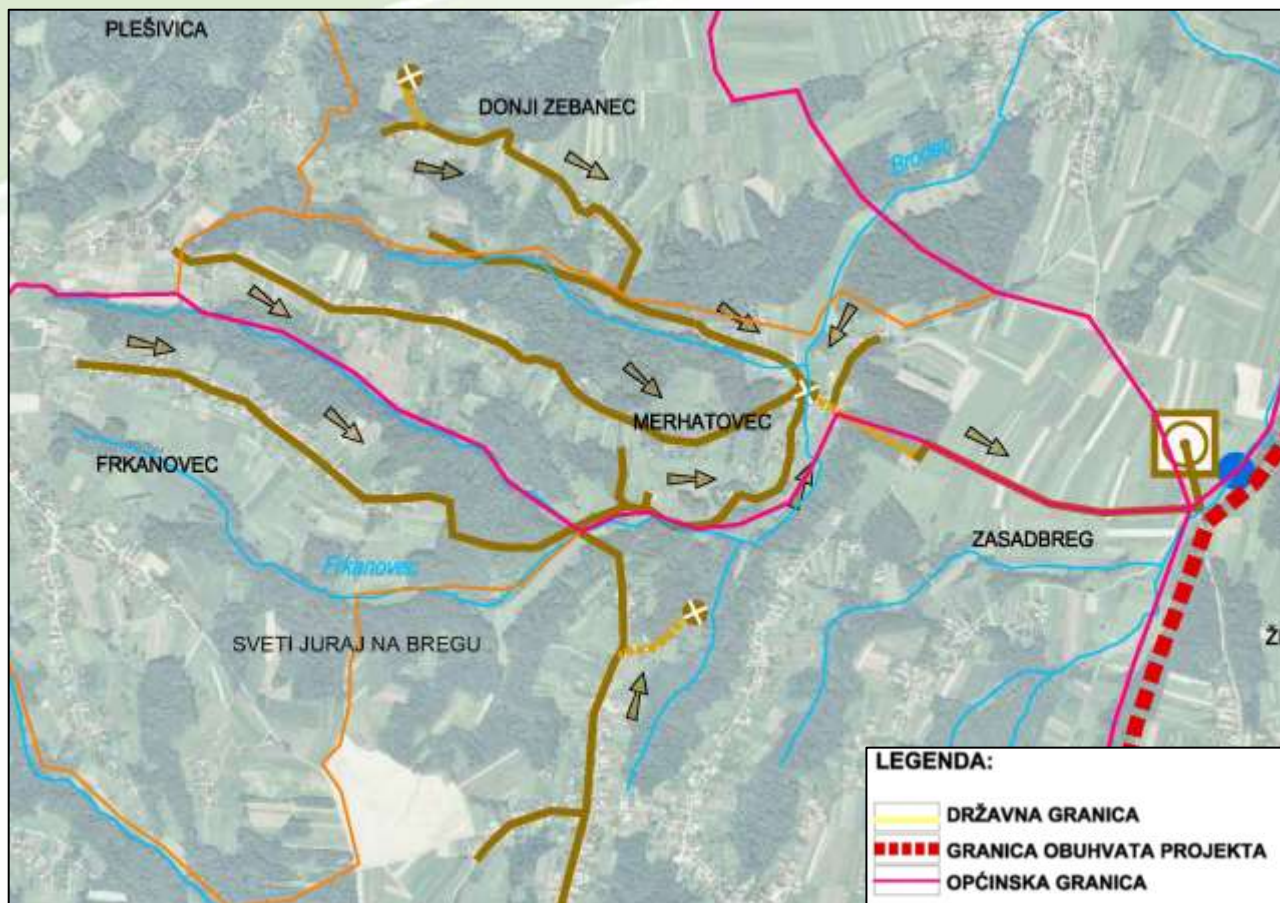 PLEŠIVICA
DONJI ZEBANEC
Brodec
MERHATOVEC
FRKANOVEC
ZASADBREG
Frkanovec
SVETI JURAJ NA BREGU
LEGENDA:
DRŽAVNA GRANICA
GRANICA OBUHVATA PROJEKTA
OPĆINSKA GRANICA